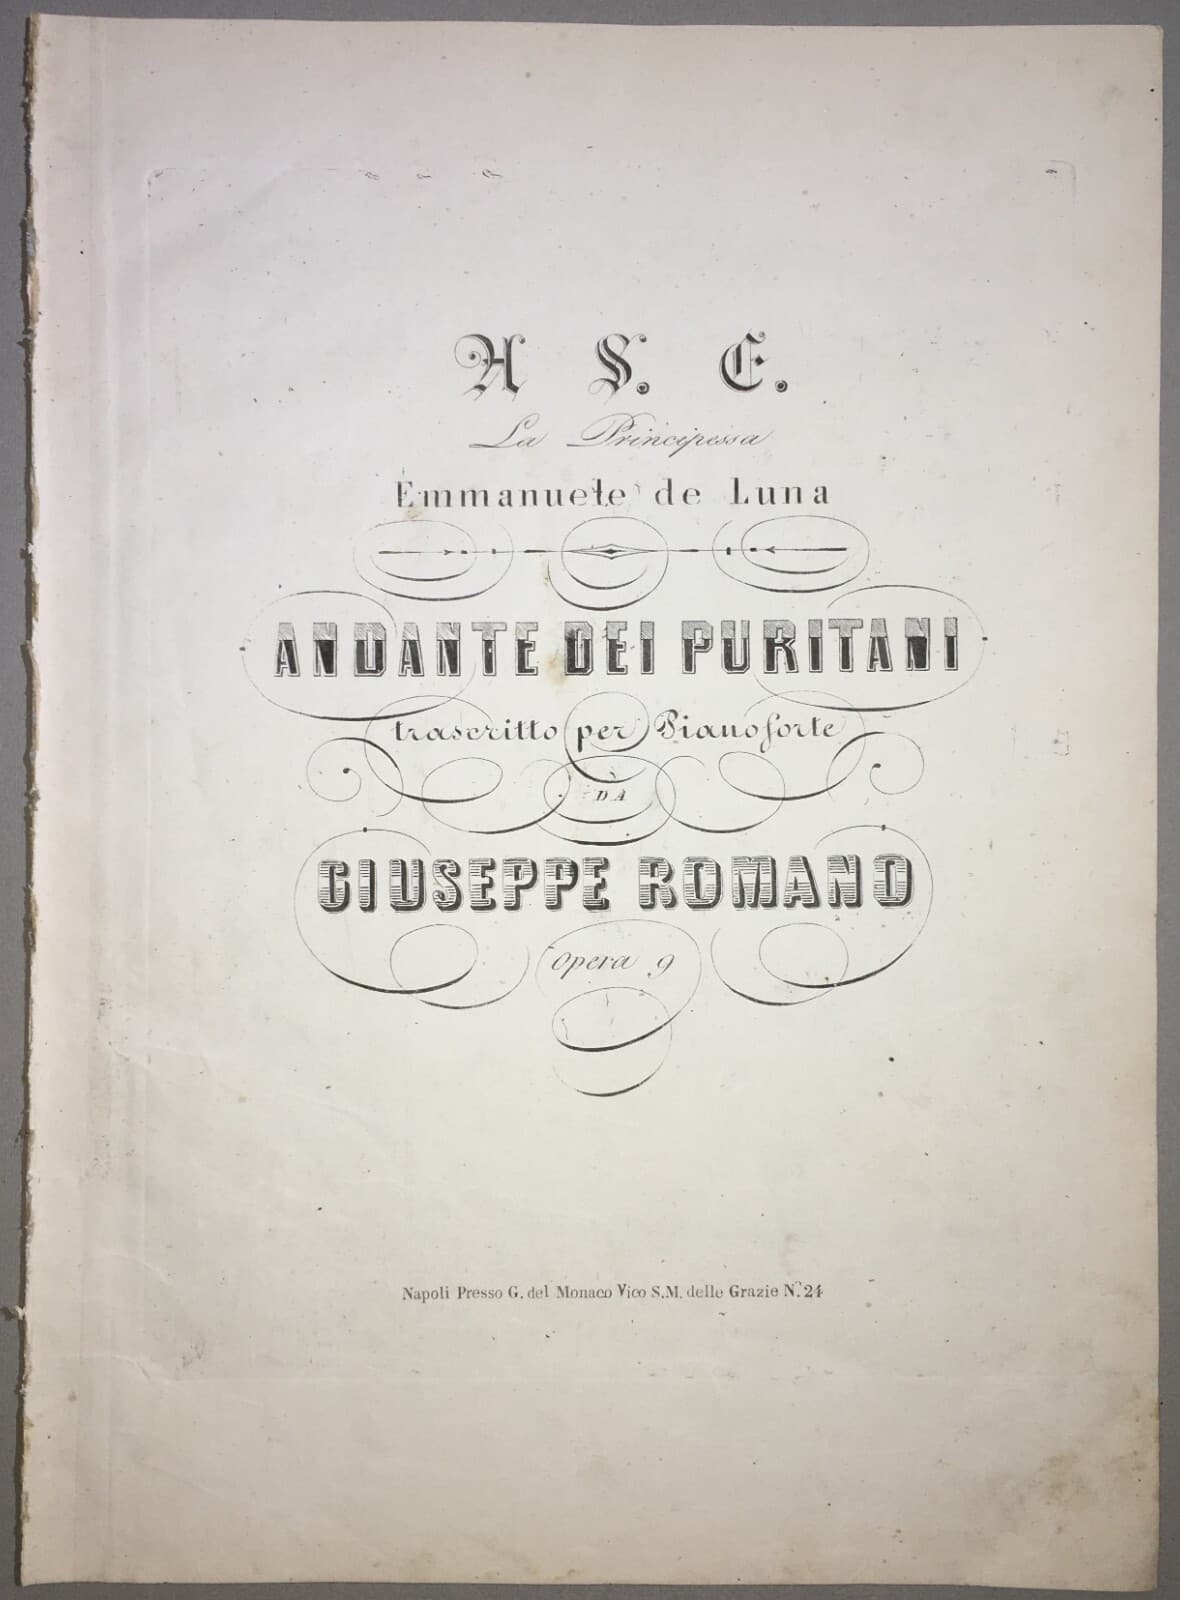 A S. E.
La Principessa
Emmanuele de Luna
ANDANTE DEI PURITANI
trascritto per Pianoforte
DA
GIUSEPPE ROMANO
Opera 9
Napoli Presso G. del Monaco Vico S.M. delle Grazie N.° 24